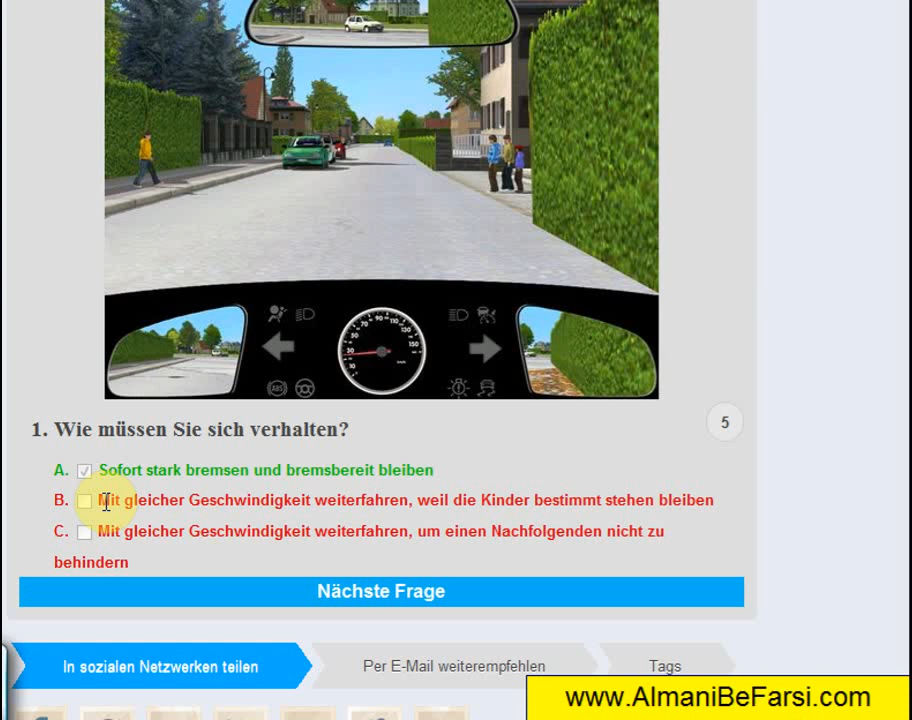 1. Wie müssen Sie sich verhalten?
5
A. Sofort stark bremsen und bremsbereit bleiben
B. Mit gleicher Geschwindigkeit weiterfahren, weil die Kinder bestimmt stehen bleiben
C. Mit gleicher Geschwindigkeit weiterfahren, um einen Nachfolgenden nicht zu
behindern
Nächste Frage
In sozialen Netzwerken teilen
Per E-Mail weiterempfehlen
Tags
www.AlmaniBeFarsi.com